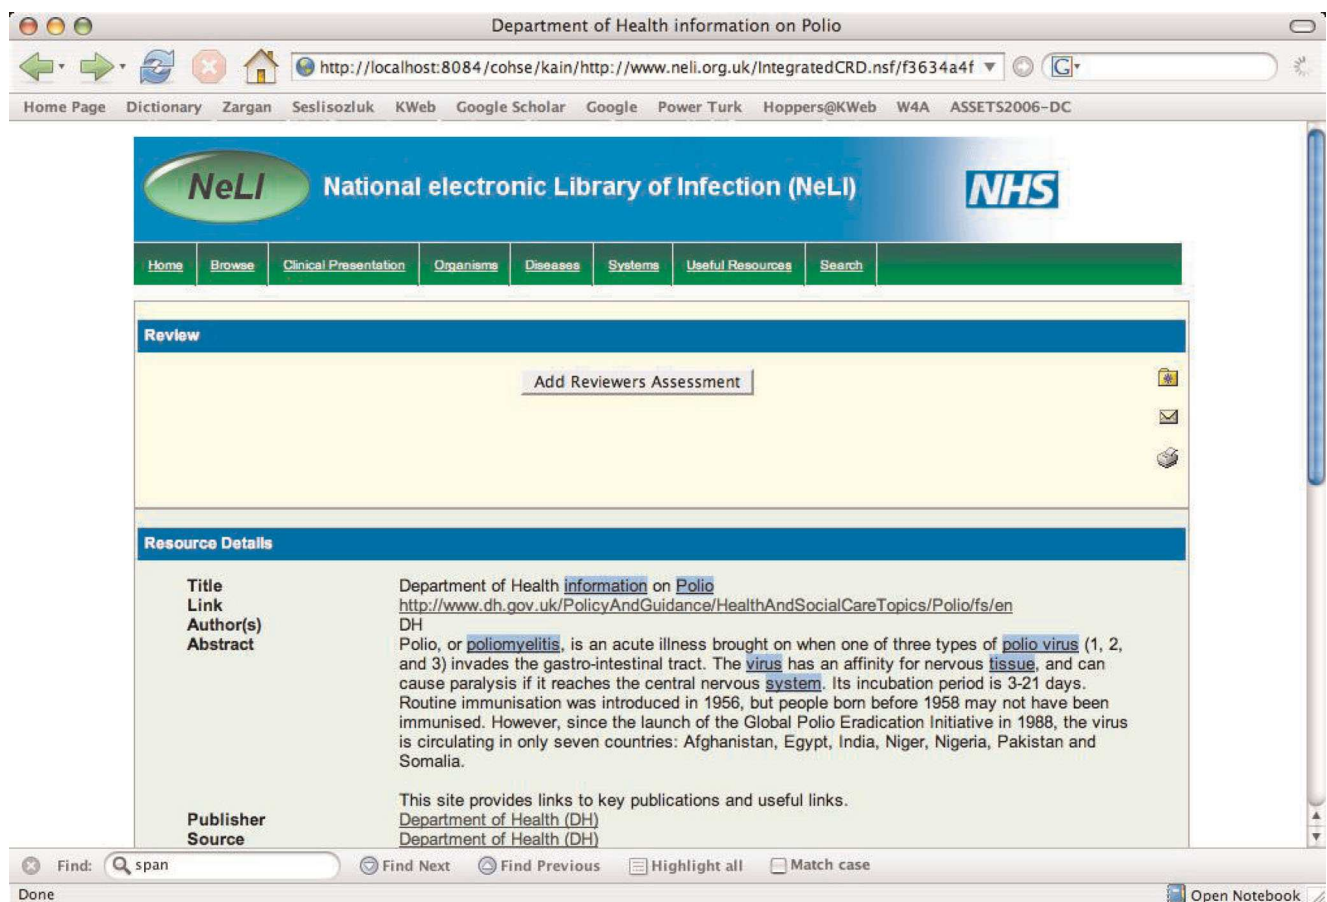 Department of Health information on Polio
http://localhost:8084/cohse/kain/http://www.neli.org.uk/IntegratedCRD.nsf/f3634a4f
G
Home Page Dictionary Zargan Seslisozluk KWeb Google Scholar Google Power Turk Hoppers@KWeb W4A ASSETS2006-DC
NeLI National electronic Library of Infection (NeLI) NHS
Home Browse Clinical Presentation Organisms Diseases Systems Useful Resources Search
Review
Add Reviewers Assessment
Resource Details
Title Department of Health information on Polio
Link http://www.dh.gov.uk/PolicyAndGuidance/HealthAndSocialCareTopics/Polio/fs/en
Author(s) DH
Abstract Polio, or poliomyelitis, is an acute illness brought on when one of three types of polio virus (1, 2,
and 3) invades the gastro-intestinal tract. The virus has an affinity for nervous tissue, and can
cause paralysis if it reaches the central nervous system. Its incubation period is 3-21 days.
Routine immunisation was introduced in 1956, but people born before 1958 may not have been
immunised. However, since the launch of the Global Polio Eradication Initiative in 1988, the virus
is circulating in only seven countries: Afghanistan, Egypt, India, Niger, Nigeria, Pakistan and
Somalia.
This site provides links to key publications and useful links.
Publisher Department of Health (DH)
Source Department of Health (DH)
Find: span Find Next Find Previous Highlight all Match case
Done Open Notebook